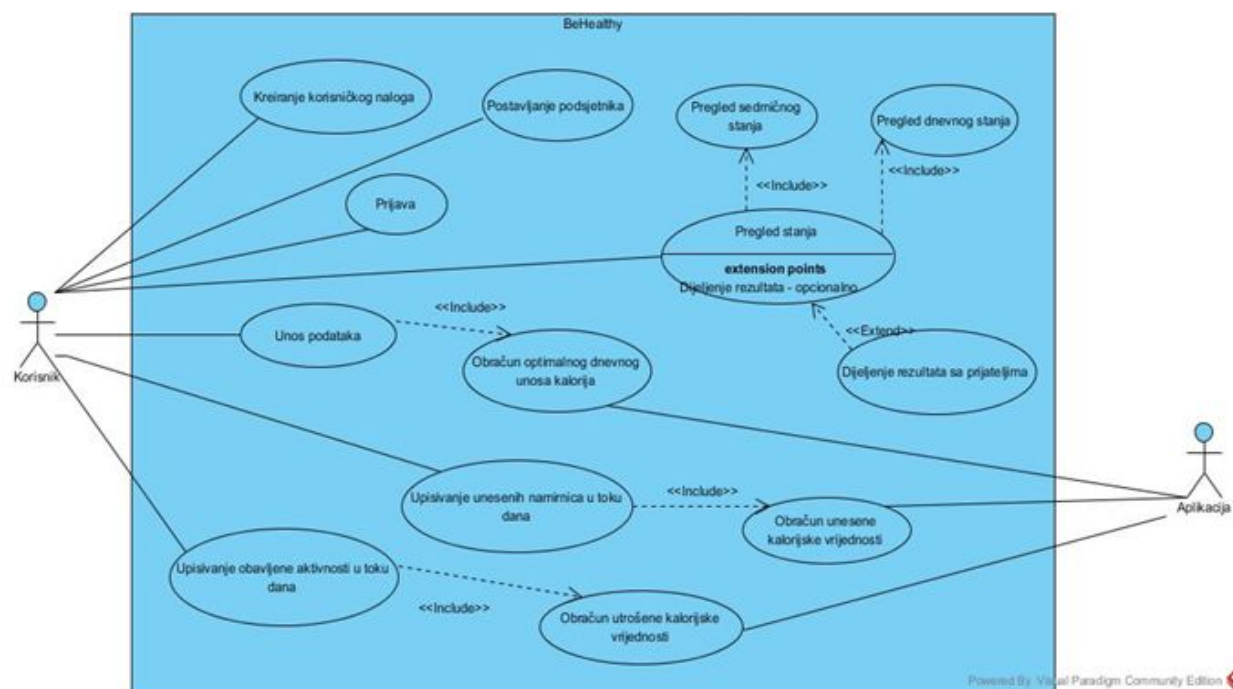 BeHealthy
Kreiranje korisničkog naloga
Postavljanje podsjetnika
Pregled sedmičnog
stanja
Pregled dnevnog stanja
<<Include>>
<<Include>>
Prijava
Pregled stanja
extension points
Dijeljenje rezultata - opcionalno
<<Include>>
<<Extend>>
Unos podataka
Obračun optimalnog dnevnog
unosa kalorija
Dijeljenje rezultata sa prijateljima
Korisnik
Upisivanje unesenih namirnica u toku
dana
<<Include>>
Obračun unesene
kalorijske vrijednosti
Aplikacija
Upisivanje obavljene aktivnosti u toku
dana
<<Include>>
Obračun utrošene kalorijske
vrijednosti
Powered By Visual Paradigm Community Edition